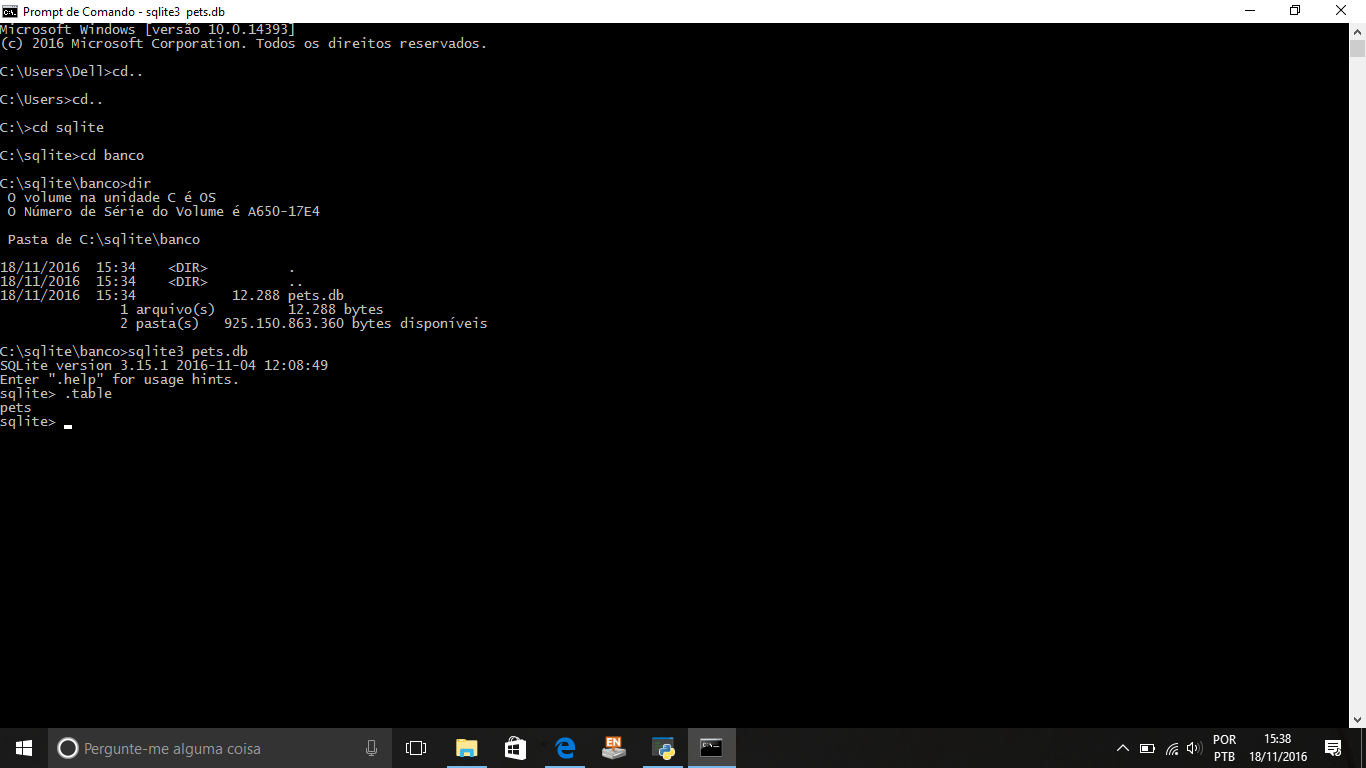 Prompt de Comando - sqlite3 pets.db
Microsoft Windows [versão 10.0.14393]
(c) 2016 Microsoft Corporation. Todos os direitos reservados.
C:\Users\Dell>cd..
C:\Users>cd..
C:\>cd sqlite
C:\sqlite>cd banco
C:\sqlite\banco>dir
O volume na unidade C é OS
O Número de Série do Volume é A650-17E4
Pasta de C:\sqlite\banco
18/11/2016 15:34 <DIR> .
18/11/2016 15:34 <DIR> ..
18/11/2016 15:34 12.288 pets.db
1 arquivo(s) 12.288 bytes
2 pasta(s) 925.150.863.360 bytes disponíveis
C:\sqlite\banco>sqlite3 pets.db
SQLite version 3.15.1 2016-11-04 12:08:49
Enter ".help" for usage hints.
sqlite> .table
pets
sqlite>
Pergunte-me alguma coisa
EN
POR
PTB
15:38
18/11/2016